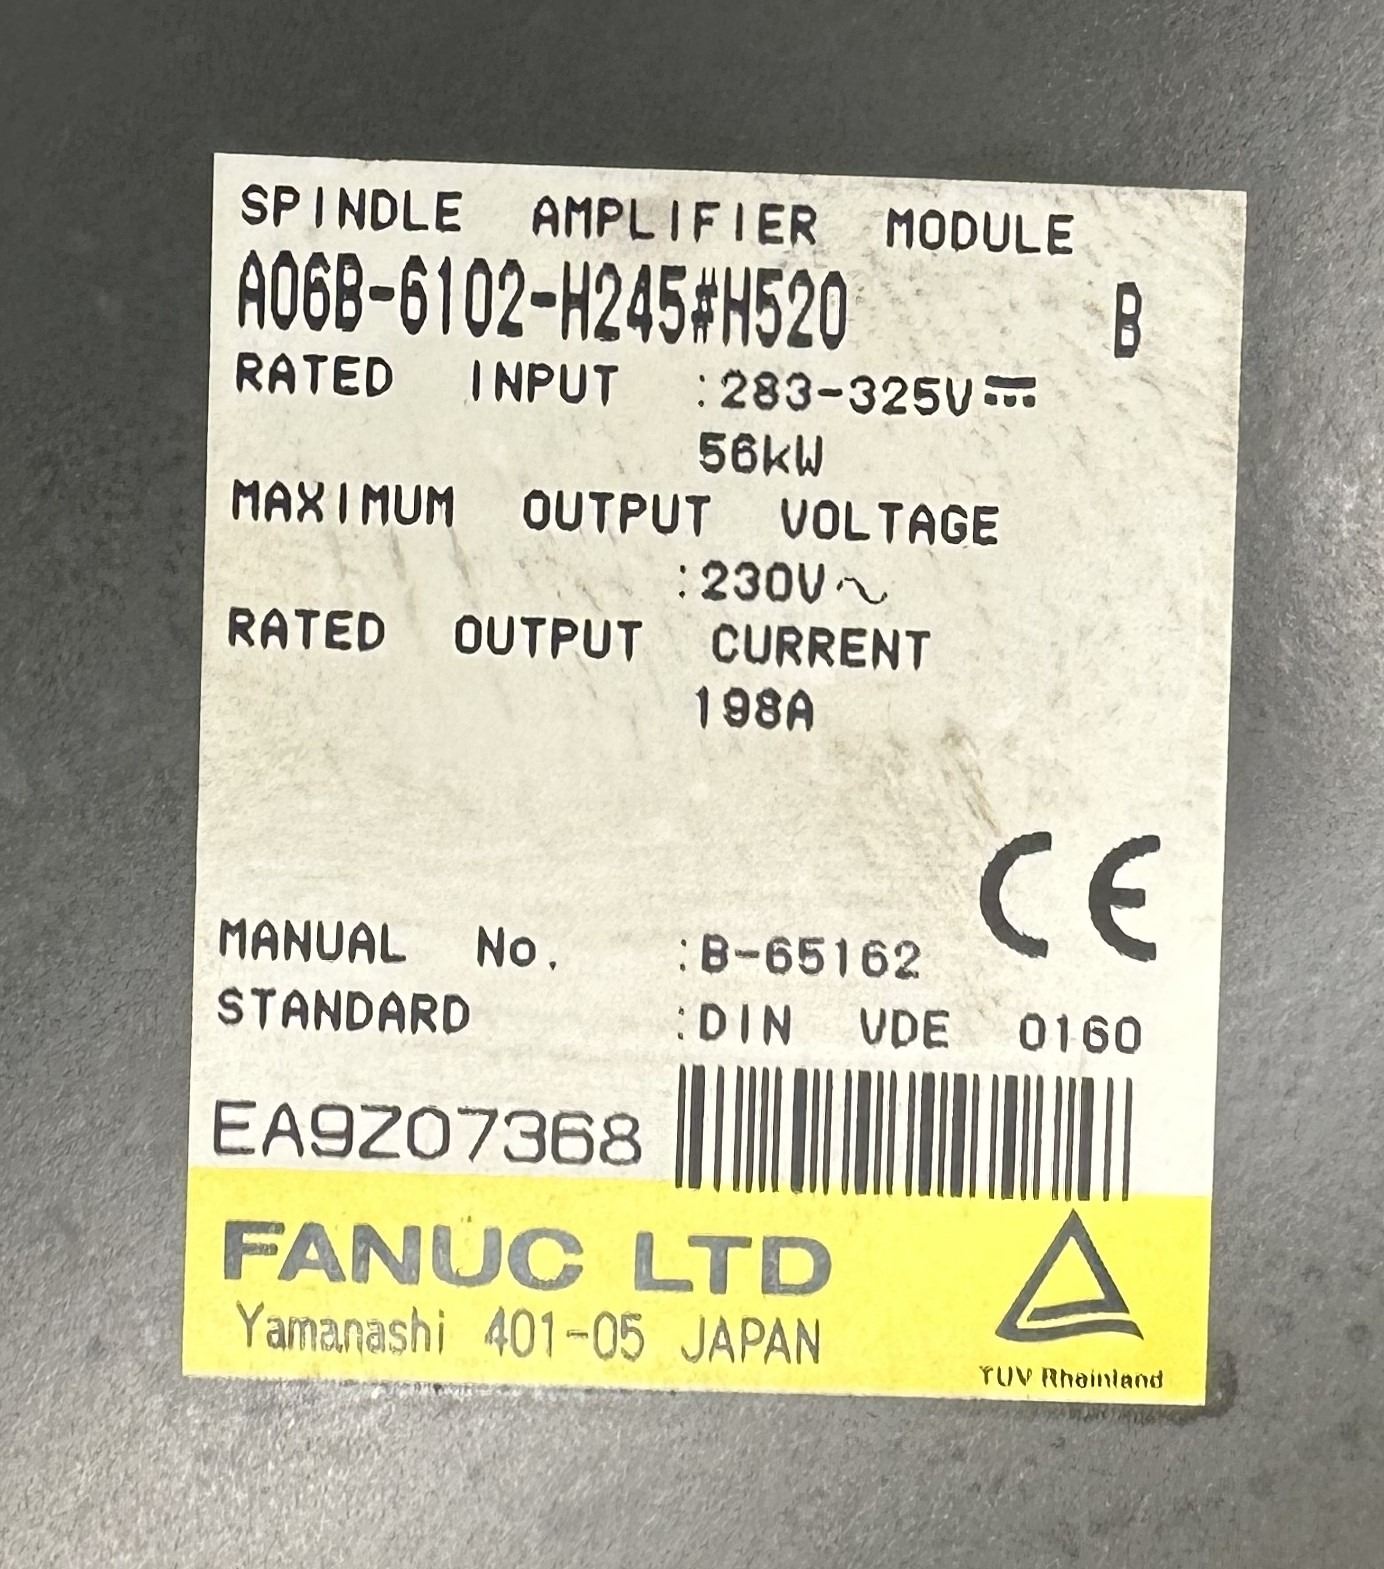 SPINDLE AMPLIFIER MODULE
A06B-6102-H245#H520 B
RATED INPUT :283-325V⎓
56kW
MAXIMUM OUTPUT VOLTAGE
:230V∿
RATED OUTPUT CURRENT
198A
CE
MANUAL No. :B-65162
STANDARD :DIN VDE 0160
EA9Z07368
FANUC LTD
Yamanashi 401-05 JAPAN
TUV Rheinland